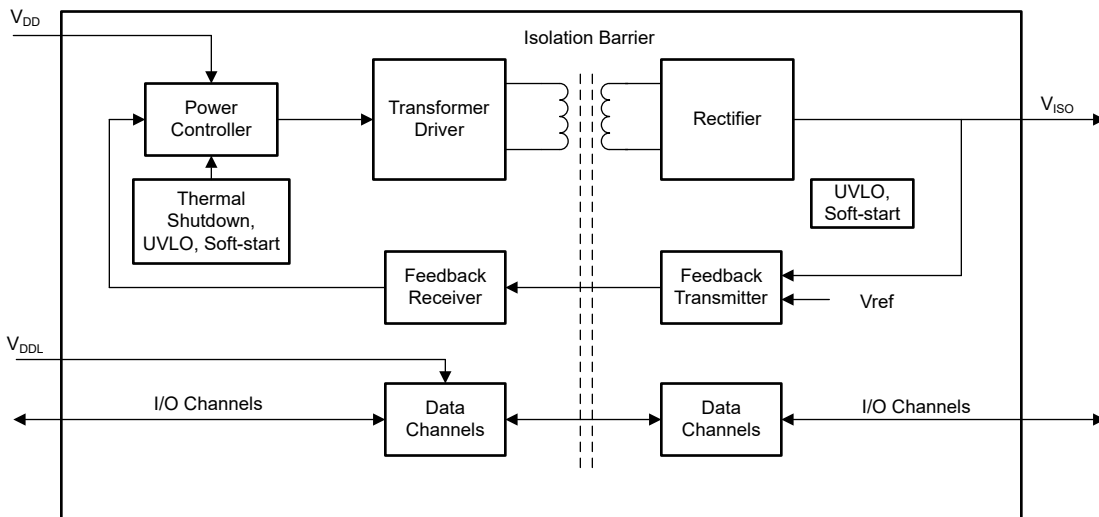 VDD
Isolation Barrier
Power
Controller
Transformer
Driver
Rectifier
VISO
Thermal
Shutdown,
UVLO, Soft-start
UVLO,
Soft-start
Feedback
Receiver
Feedback
Transmitter
Vref
VDDL
I/O Channels
Data
Channels
Data
Channels
I/O Channels